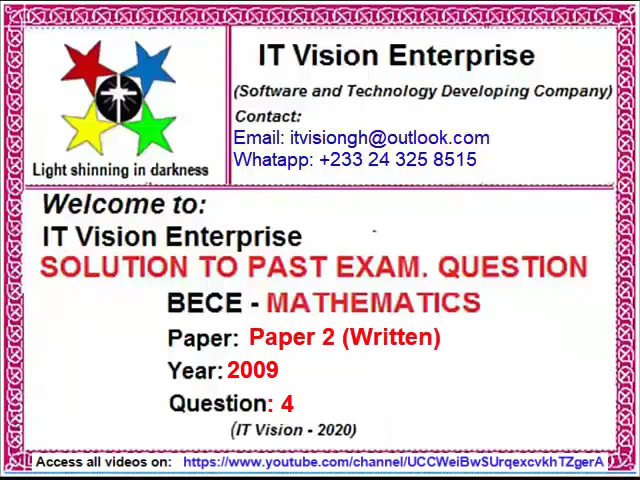 IT Vision Enterprise
(Software and Technology Developing Company)
Contact:
Email: itvisiongh@outlook.com
Whatapp: +233 24 325 8515
Light shinning in darkness
Welcome to:
IT Vision Enterprise
SOLUTION TO PAST EXAM. QUESTION
BECE - MATHEMATICS
Paper: Paper 2 (Written)
Year: 2009
Question: 4
(IT Vision - 2020)
Access all videos on: https://www.youtube.com/channel/UCCWeiBwSUrqexcvkhTZgerA